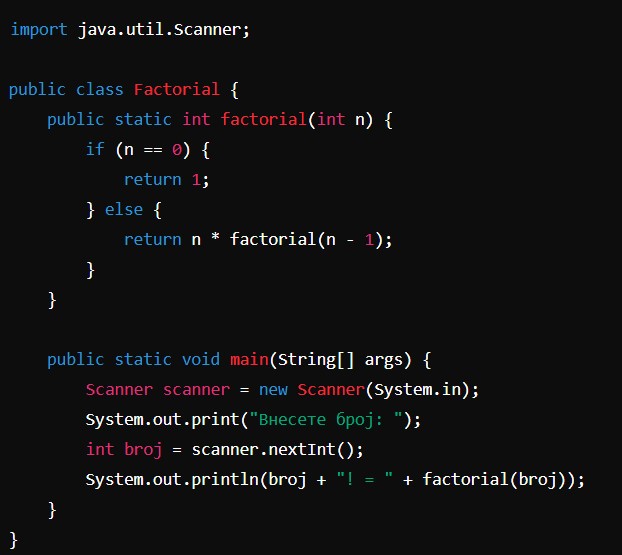 import java.util.Scanner;
public class Factorial {
public static int factorial(int n) {
if (n == 0) {
return 1;
} else {
return n * factorial(n - 1);
}
}
public static void main(String[] args) {
Scanner scanner = new Scanner(System.in);
System.out.print("Внесете број: ");
int broj = scanner.nextInt();
System.out.println(broj + "! = " + factorial(broj));
}
}